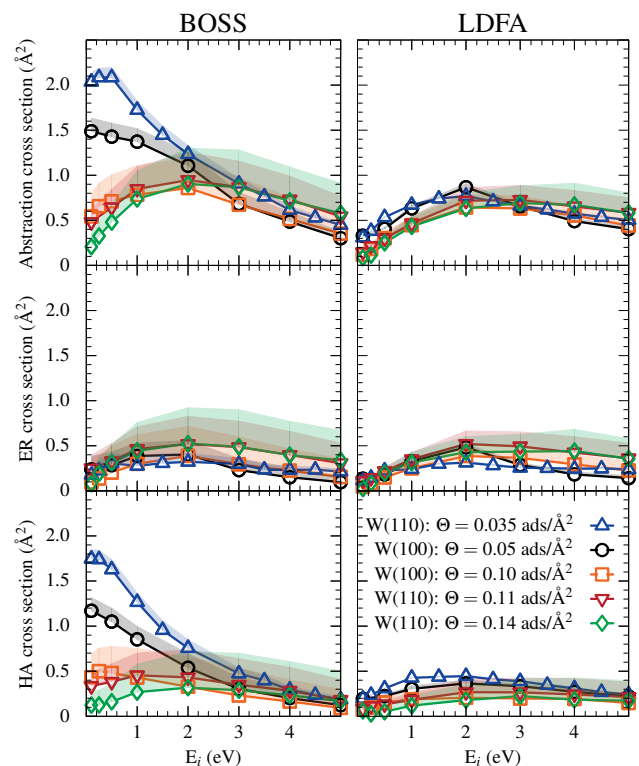 BOSS LDFA
Abstraction cross section (Å²)
2.0
1.5
1.0
0.5
0
ER cross section (Å²)
2.0
1.5
1.0
0.5
0
HA cross section (Å²)
2.0
1.5
1.0
0.5
0
W(110): Θ = 0.035 ads/Å²
W(100): Θ = 0.05 ads/Å²
W(100): Θ = 0.10 ads/Å²
W(110): Θ = 0.11 ads/Å²
W(110): Θ = 0.14 ads/Å²
1 2 3 4 1 2 3 4
E_i (eV) E_i (eV)